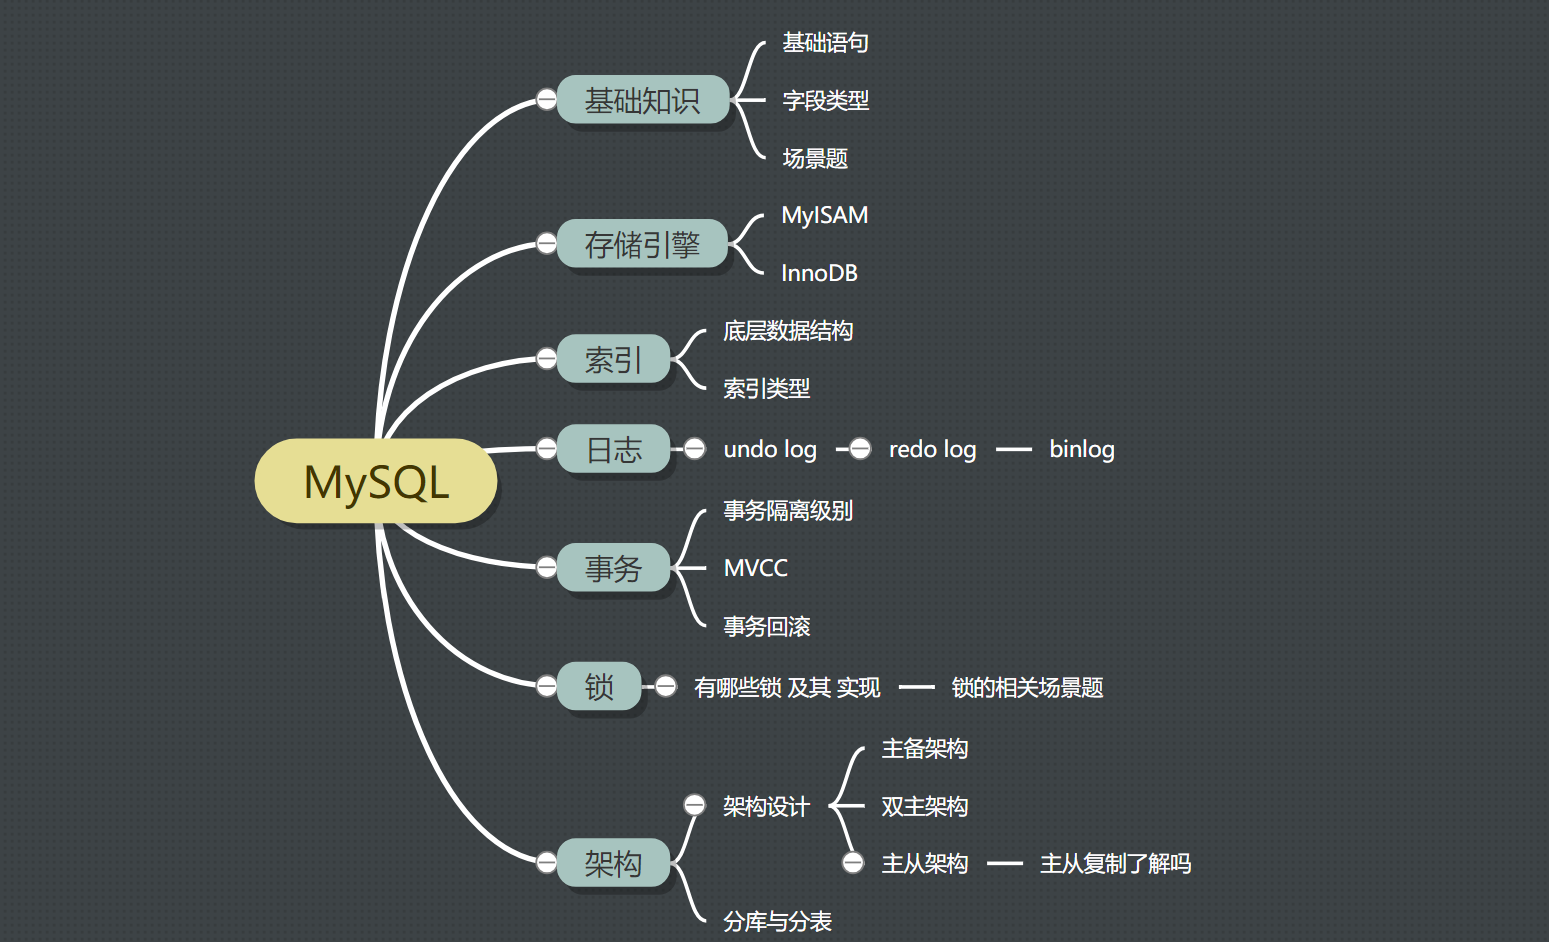 MySQL
基础知识
基础语句
字段类型
场景题
存储引擎
MyISAM
InnoDB
索引
底层数据结构
索引类型
日志
undo log
redo log
binlog
事务
事务隔离级别
MVCC
事务回滚
锁
有哪些锁 及其 实现
锁的相关场景题
架构
架构设计
主备架构
双主架构
主从架构
主从复制了解吗
分库与分表